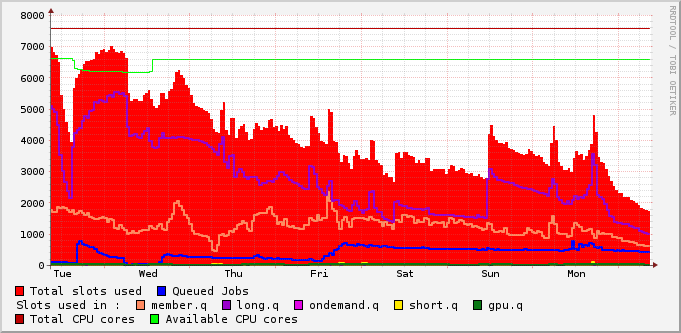 8000
7000
6000
5000
4000
3000
2000
1000
0
Tue Wed Thu Fri Sat Sun Mon
RRDTOOL / TOBI OETIKER
Total slots used Queued Jobs
Slots used in : member.q long.q ondemand.q short.q gpu.q
Total CPU cores Available CPU cores